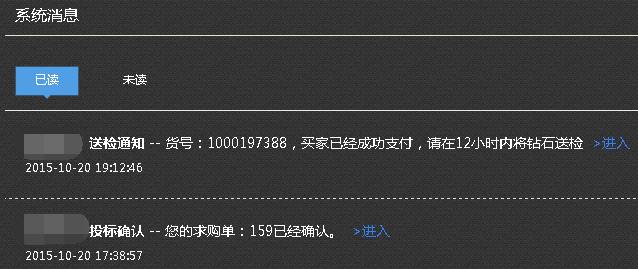 系统消息
已读 未读
送检通知 -- 货号：1000197388，买家已经成功支付，请在12小时内将钻石送检 >进入
2015-10-20 19:12:46
投标确认 -- 您的求购单：159已经确认。 >进入
2015-10-20 17:38:57